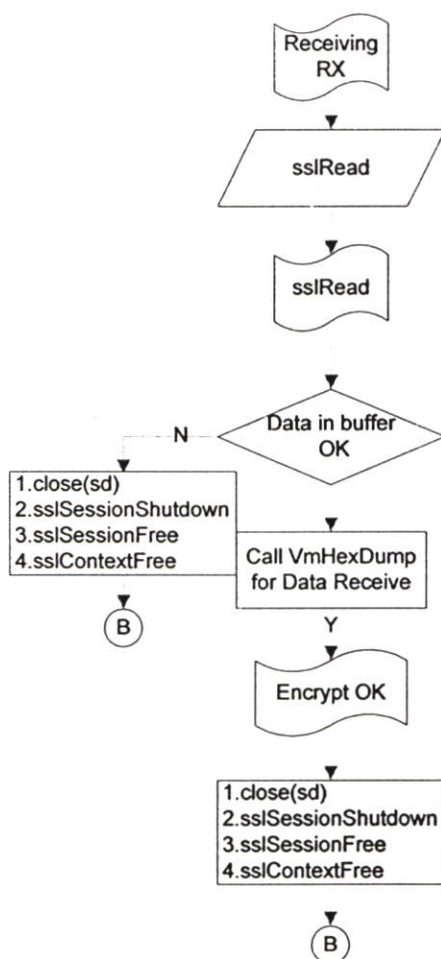 Receiving
RX
sslRead
sslRead
Data in buffer
OK
N
1.close(sd)
2.sslSessionShutdown
3.sslSessionFree
4.sslContextFree
B
Call VmHexDump
for Data Receive
Y
Encrypt OK
1.close(sd)
2.sslSessionShutdown
3.sslSessionFree
4.sslContextFree
B